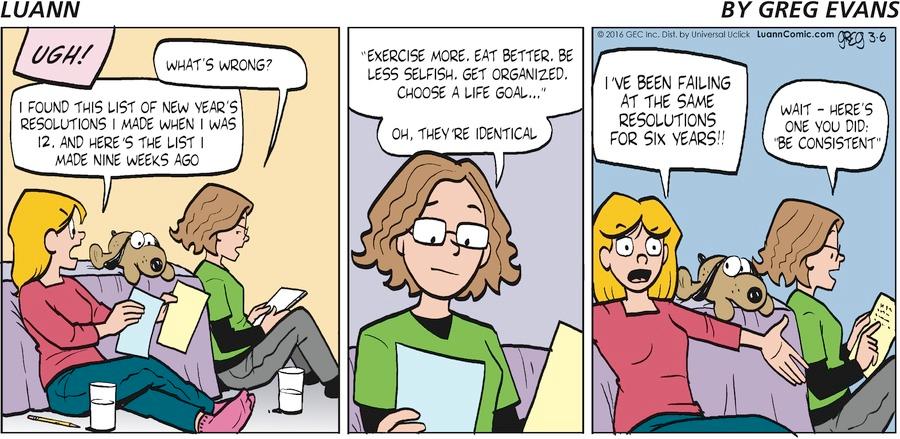 LUANN
BY GREG EVANS
UGH!
WHAT'S WRONG?
I FOUND THIS LIST OF NEW YEAR'S
RESOLUTIONS I MADE WHEN I WAS
12. AND HERE'S THE LIST I
MADE NINE WEEKS AGO
"EXERCISE MORE. EAT BETTER. BE
LESS SELFISH. GET ORGANIZED.
CHOOSE A LIFE GOAL..."
OH, THEY'RE IDENTICAL
© 2016 GEC Inc. Dist. by Universal Uclick LuannComic.com GREG 3·6
I'VE BEEN FAILING
AT THE SAME
RESOLUTIONS
FOR SIX YEARS!!
WAIT – HERE'S
ONE YOU DID:
"BE CONSISTENT"